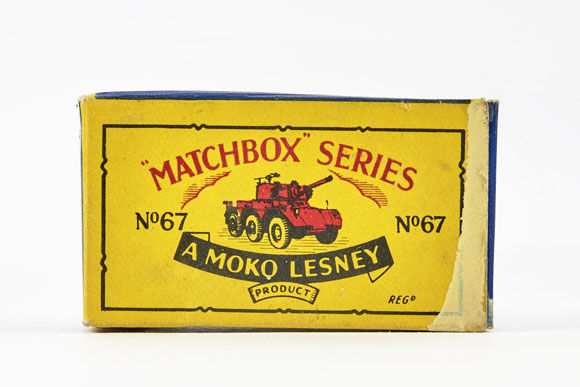 "MATCHBOX" SERIES
No67 No67
A MOKO LESNEY
PRODUCT
REGD